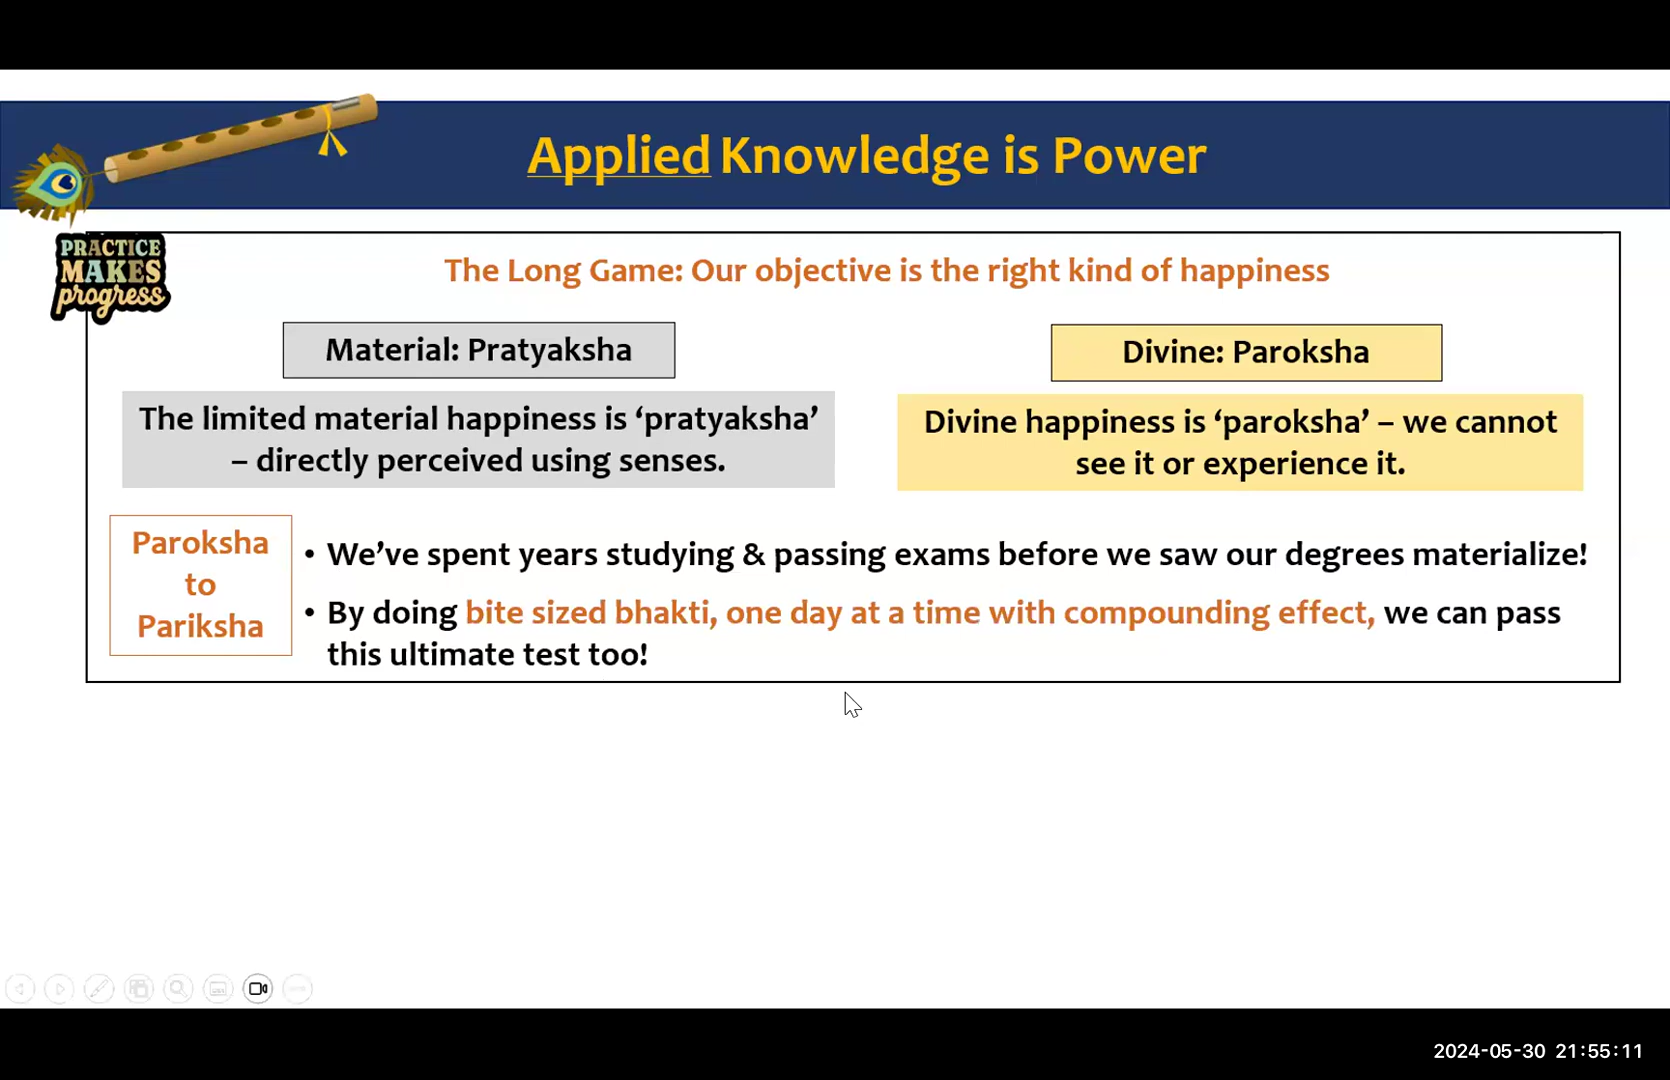 Applied Knowledge is Power
PRACTICE
MAKES
progress
The Long Game: Our objective is the right kind of happiness
Material: Pratyaksha
Divine: Paroksha
The limited material happiness is ‘pratyaksha’
– directly perceived using senses.
Divine happiness is ‘paroksha’ – we cannot
see it or experience it.
Paroksha
to
Pariksha
• We’ve spent years studying & passing exams before we saw our degrees materialize!
• By doing bite sized bhakti, one day at a time with compounding effect, we can pass
this ultimate test too!
2024-05-30 21:55:11